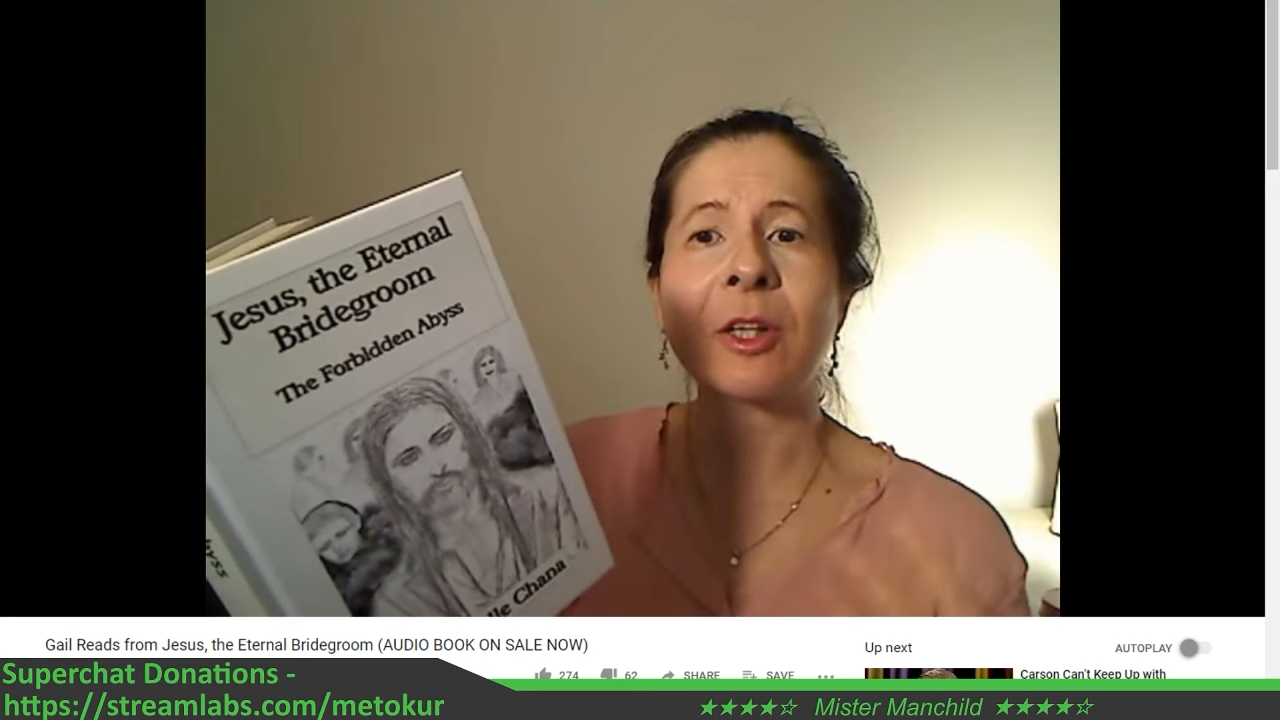 Jesus, the Eternal
Bridegroom
The Forbidden Abyss
lle Chana
Gail Reads from Jesus, the Eternal Bridegroom (AUDIO BOOK ON SALE NOW)
Up next
AUTOPLAY
274
62
SHARE
SAVE
Carson Can't Keep Up with
Superchat Donations -
https://streamlabs.com/metokur
★★★★☆ Mister Manchild ★★★★☆